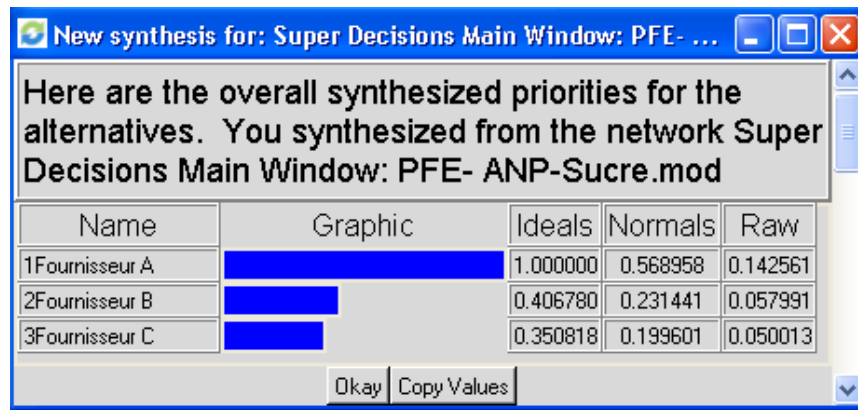 New synthesis for: Super Decisions Main Window: PFE- ...
Here are the overall synthesized priorities for the
alternatives. You synthesized from the network Super
Decisions Main Window: PFE- ANP-Sucre.mod
Name Graphic Ideals Normals Raw
1Fournisseur A 1.000000 0.568958 0.142561
2Fournisseur B 0.406780 0.231441 0.057991
3Fournisseur C 0.350818 0.199601 0.050013
Okay Copy Values